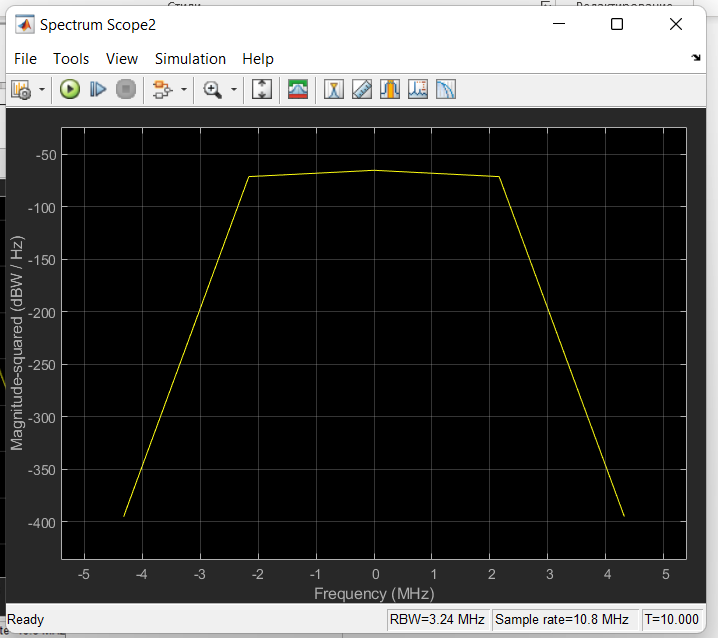 Spectrum Scope2
File Tools View Simulation Help
Magnitude-squared (dBW / Hz)
-50
-100
-150
-200
-250
-300
-350
-400
-5 -4 -3 -2 -1 0 1 2 3 4 5
Frequency (MHz)
Ready
RBW=3.24 MHz Sample rate=10.8 MHz T=10.000